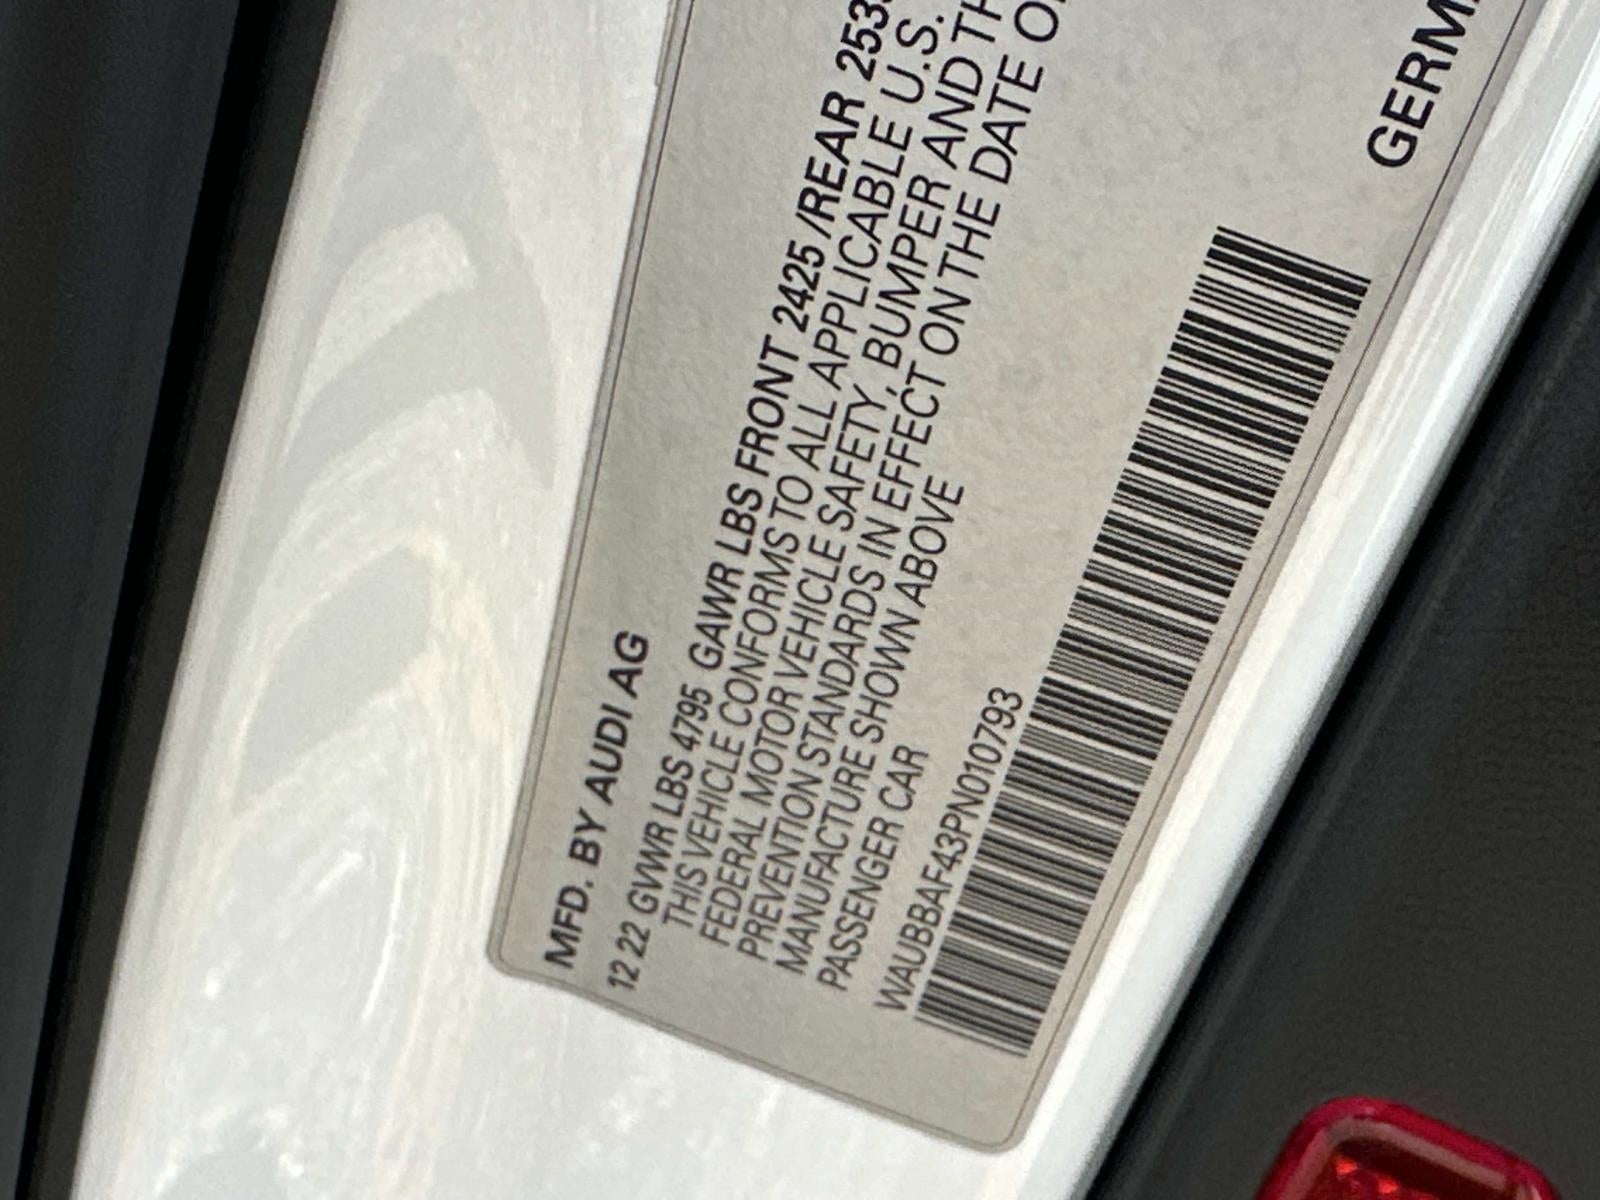 MFD. BY AUDI AG
12 22 GVWR LBS 4795 GAWR LBS FRONT 2425 /REAR 253
THIS VEHICLE CONFORMS TO ALL APPLICABLE U.S.
FEDERAL MOTOR VEHICLE SAFETY, BUMPER AND TH
PREVENTION STANDARDS IN EFFECT ON THE DATE O
MANUFACTURE SHOWN ABOVE
PASSENGER CAR
WAUBBAF43PN010793
GERM